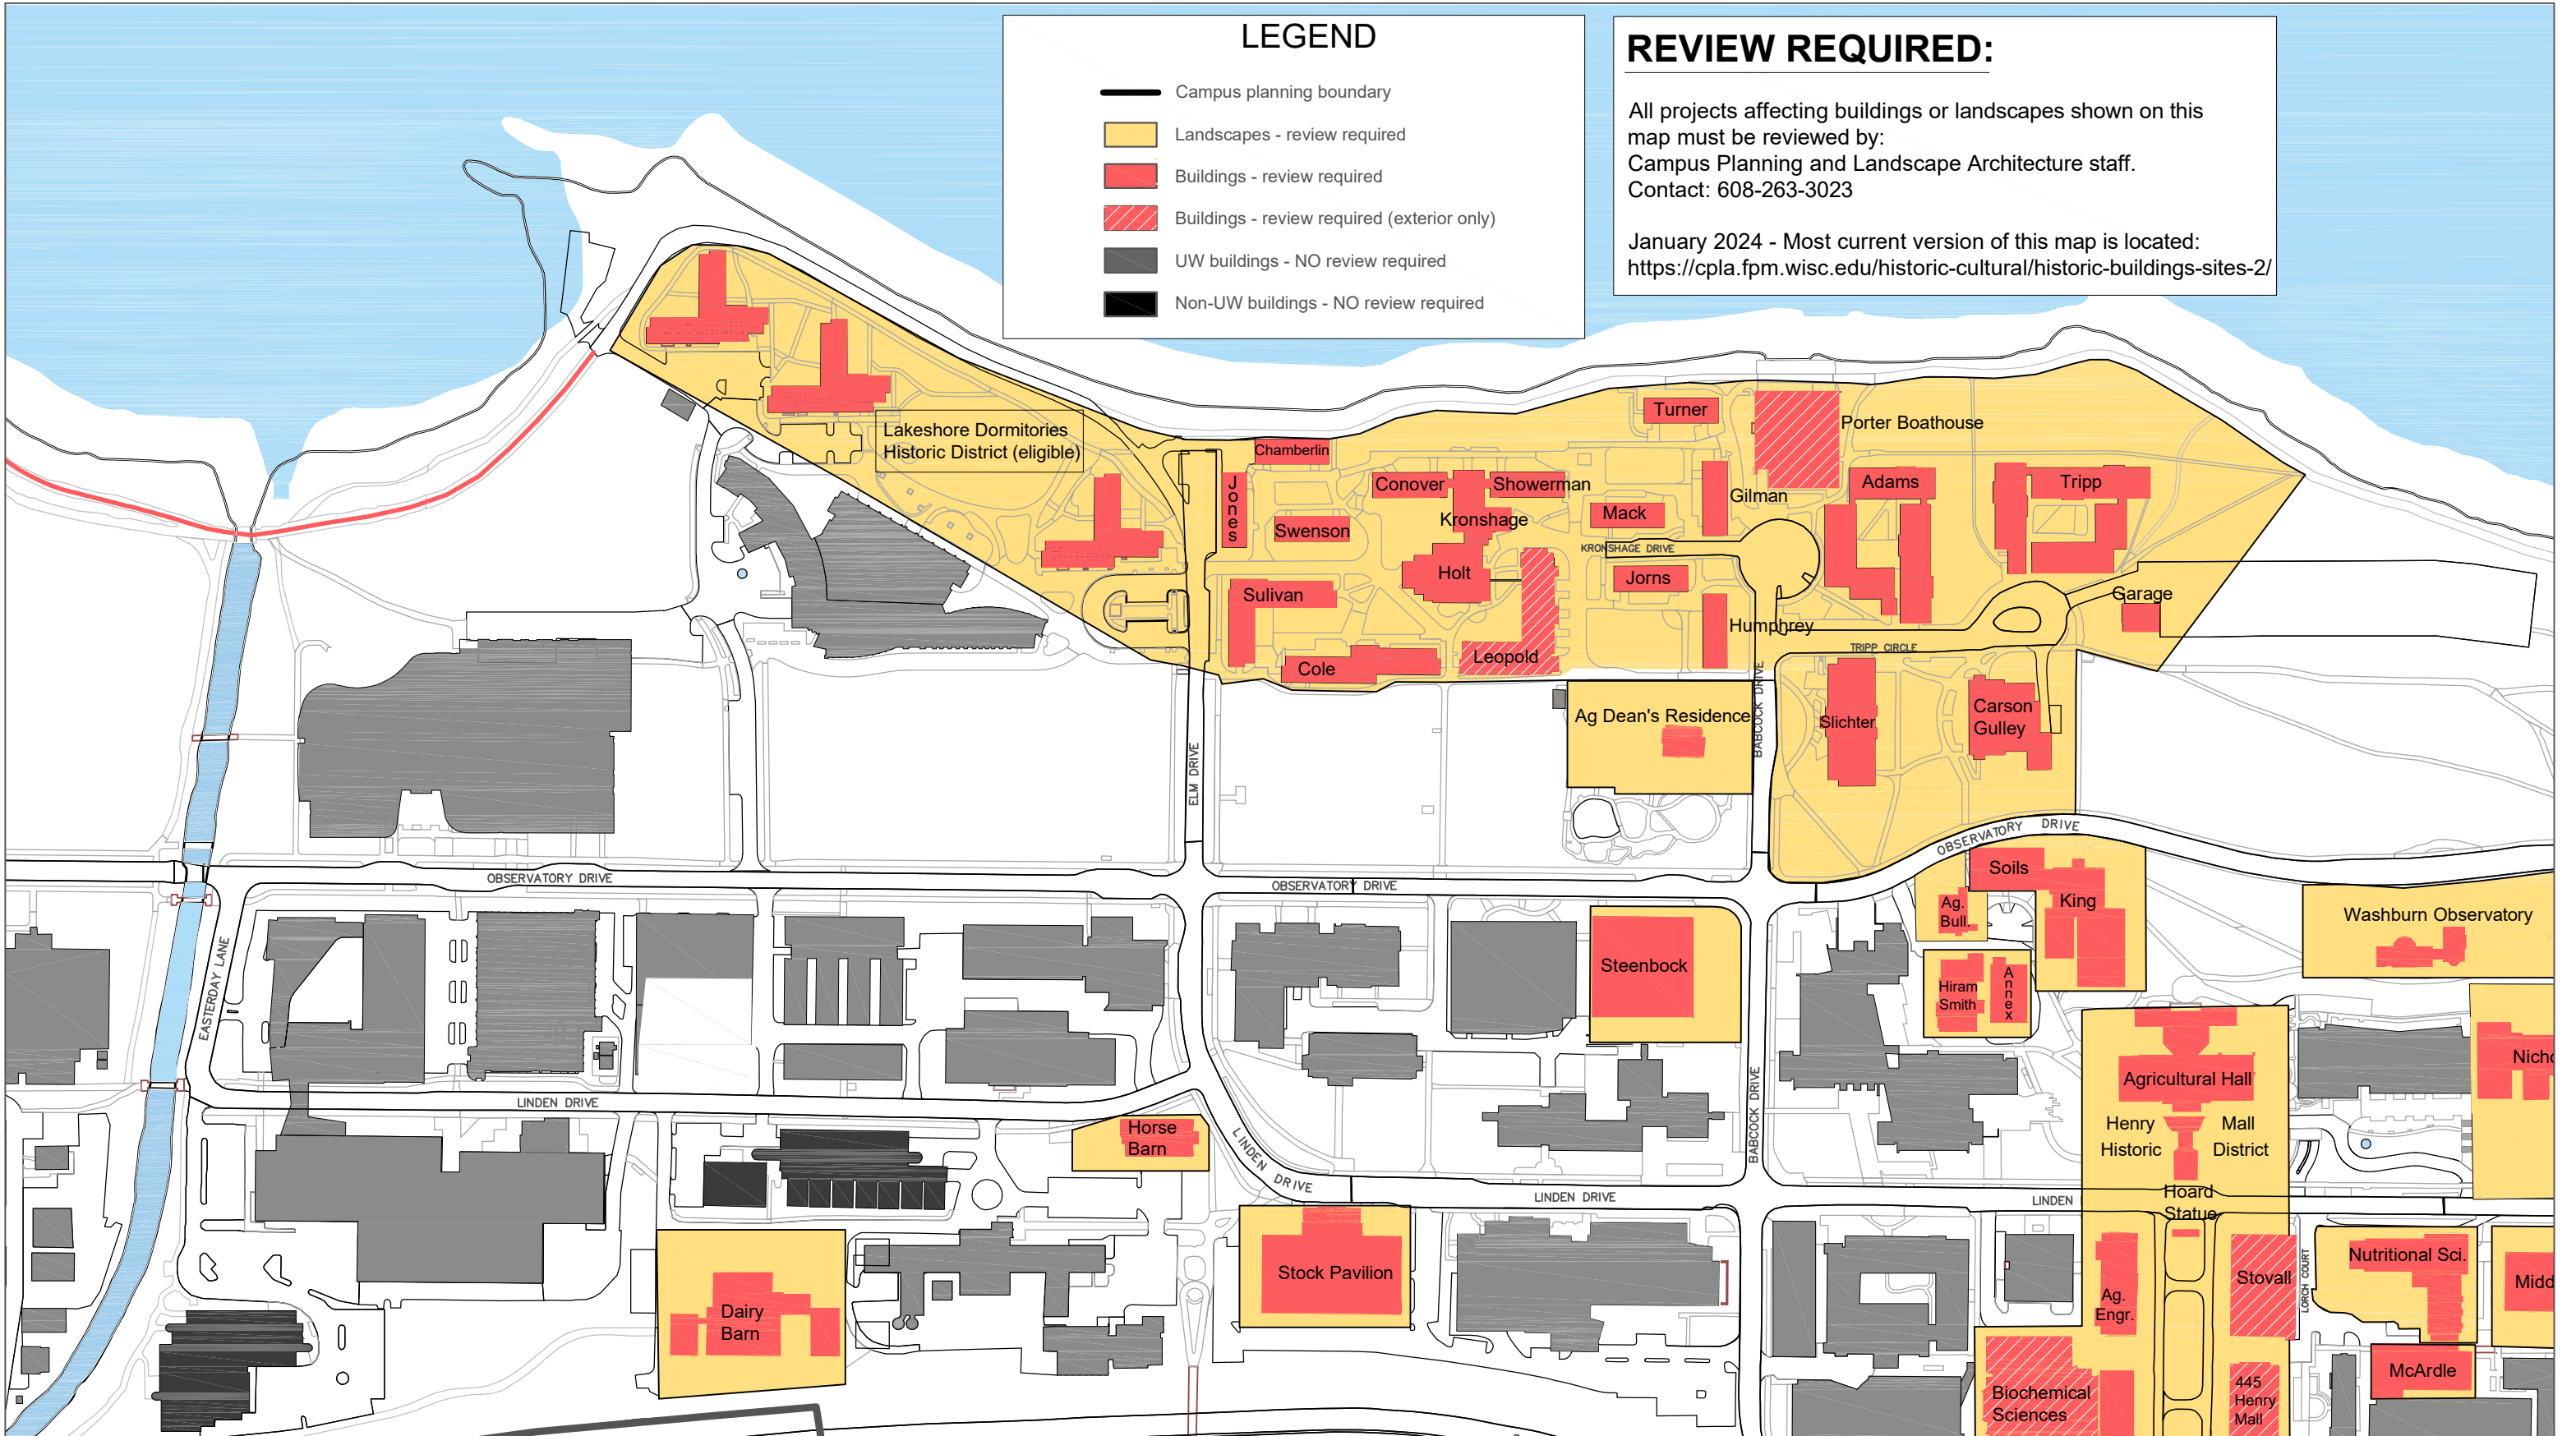 LEGEND
Campus planning boundary
Landscapes - review required
Buildings - review required
Buildings - review required (exterior only)
UW buildings - NO review required
Non-UW buildings - NO review required
REVIEW REQUIRED:
All projects affecting buildings or landscapes shown on this
map must be reviewed by:
Campus Planning and Landscape Architecture staff.
Contact: 608-263-3023
January 2024 - Most current version of this map is located:
https://cpla.fpm.wisc.edu/historic-cultural/historic-buildings-sites-2/
Lakeshore Dormitories
Historic District (eligible)
Chamberlin
Jones
Conover
Showerman
Kronshage
Swenson
Turner
Porter Boathouse
Gilman
Mack
KRONSHAGE DRIVE
Adams
Tripp
Holt
Jorns
Sulivan
Humphrey
Garage
Leopold
Cole
TRIPP CIRCLE
Ag Dean's Residence
BABCOCK DRIVE
Slichter
Carson
Gulley
ELM DRIVE
OBSERVATORY DRIVE
OBSERVATORY DRIVE
OBSERVATORY DRIVE
Soils
King
Ag.
Bull.
Washburn Observatory
Steenbock
Hiram
Smith
Annex
EASTERDAY LANE
Agricultural Hall
Nicho
Henry Mall
Historic District
LINDEN DRIVE
Horse
Barn
LINDEN DRIVE
BABCOCK DRIVE
LINDEN DRIVE
LINDEN
Hoard
Statue
Stock Pavilion
Dairy
Barn
Ag.
Engr.
Stovall
LORCH COURT
Nutritional Sci.
Midd
McArdle
Biochemical
Sciences
445
Henry
Mall